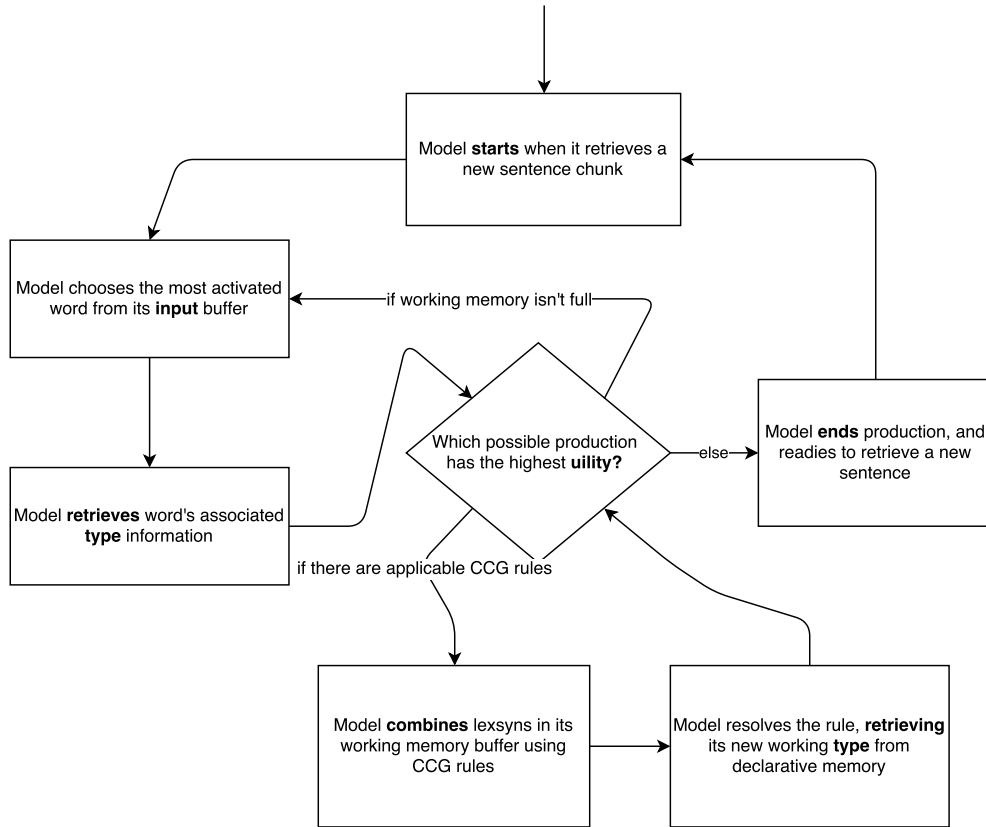 Model starts when it retrieves a
new sentence chunk
Model chooses the most activated
word from its input buffer
if working memory isn't full
Which possible production
has the highest uility?
else
Model ends production, and
readies to retrieve a new
sentence
Model retrieves word's associated
type information
if there are applicable CCG rules
Model combines lexsyns in its
working memory buffer using
CCG rules
Model resolves the rule, retrieving
its new working type from
declarative memory